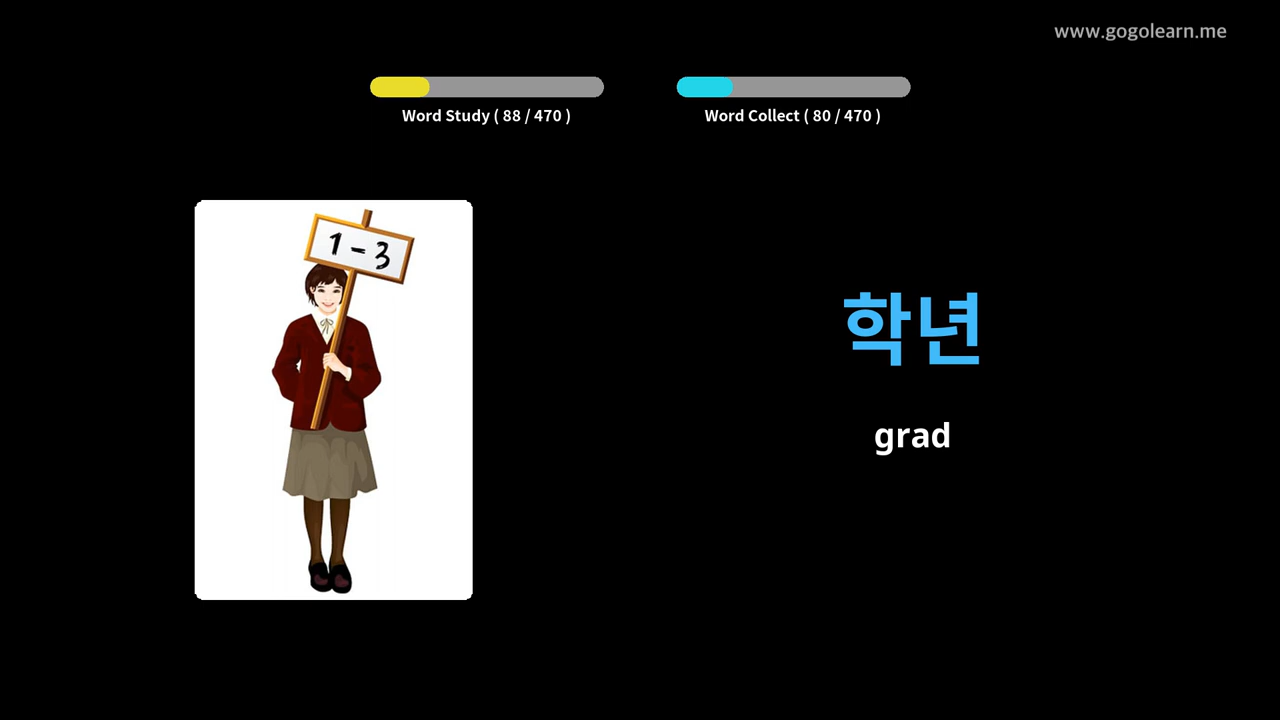 www.gogolearn.me
Word Study ( 88 / 470 )
Word Collect ( 80 / 470 )
1 - 3
학년
grad